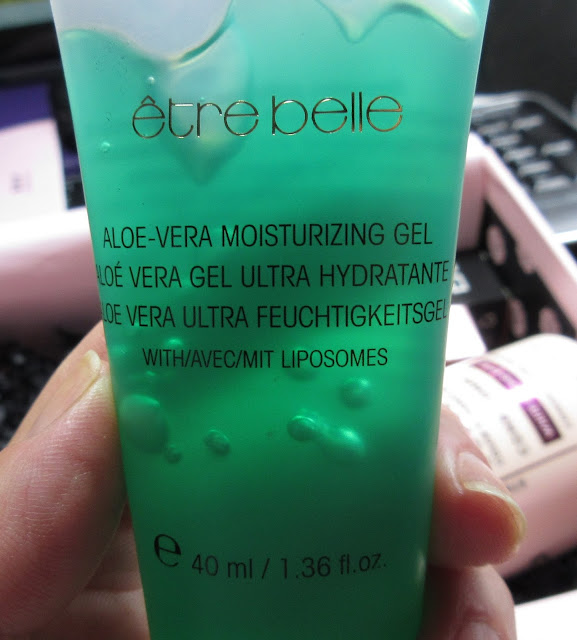 être belle
ALOE-VERA MOISTURIZING GEL
ALOÉ VERA GEL ULTRA HYDRATANTE
ALOE VERA ULTRA FEUCHTIGKEITSGEL
WITH/AVEC/MIT LIPOSOMES
e 40 ml / 1.36 fl.oz.